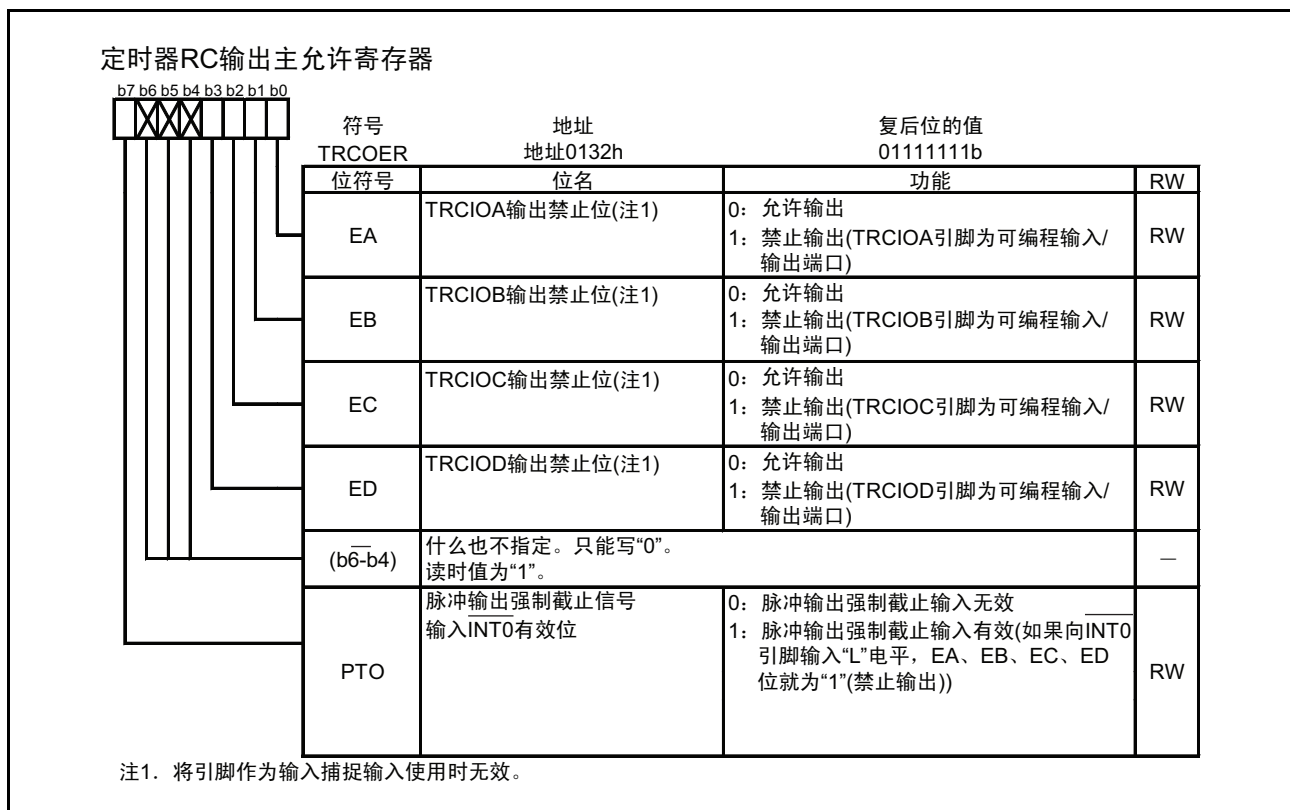 定时器RC输出主允许寄存器
b7 b6 b5 b4 b3 b2 b1 b0
符号 地址 复后位的值
TRCOER 地址0132h 01111111b
位符号 位名 功能 RW
EA TRCIOA输出禁止位(注1) 0：允许输出
1：禁止输出(TRCIOA引脚为可编程输入/
输出端口) RW
EB TRCIOB输出禁止位(注1) 0：允许输出
1：禁止输出(TRCIOB引脚为可编程输入/
输出端口) RW
EC TRCIOC输出禁止位(注1) 0：允许输出
1：禁止输出(TRCIOC引脚为可编程输入/
输出端口) RW
ED TRCIOD输出禁止位(注1) 0：允许输出
1：禁止输出(TRCIOD引脚为可编程输入/
输出端口) RW
—
(b6-b4) 什么也不指定。只能写“0”。
读时值为“1”。 —
PTO 脉冲输出强制截止信号
输入INT0有效位 0：脉冲输出强制截止输入无效
1：脉冲输出强制截止输入有效(如果向INT0
引脚输入“L”电平，EA、EB、EC、ED
位就为“1”(禁止输出)) RW
注1. 将引脚作为输入捕捉输入使用时无效。